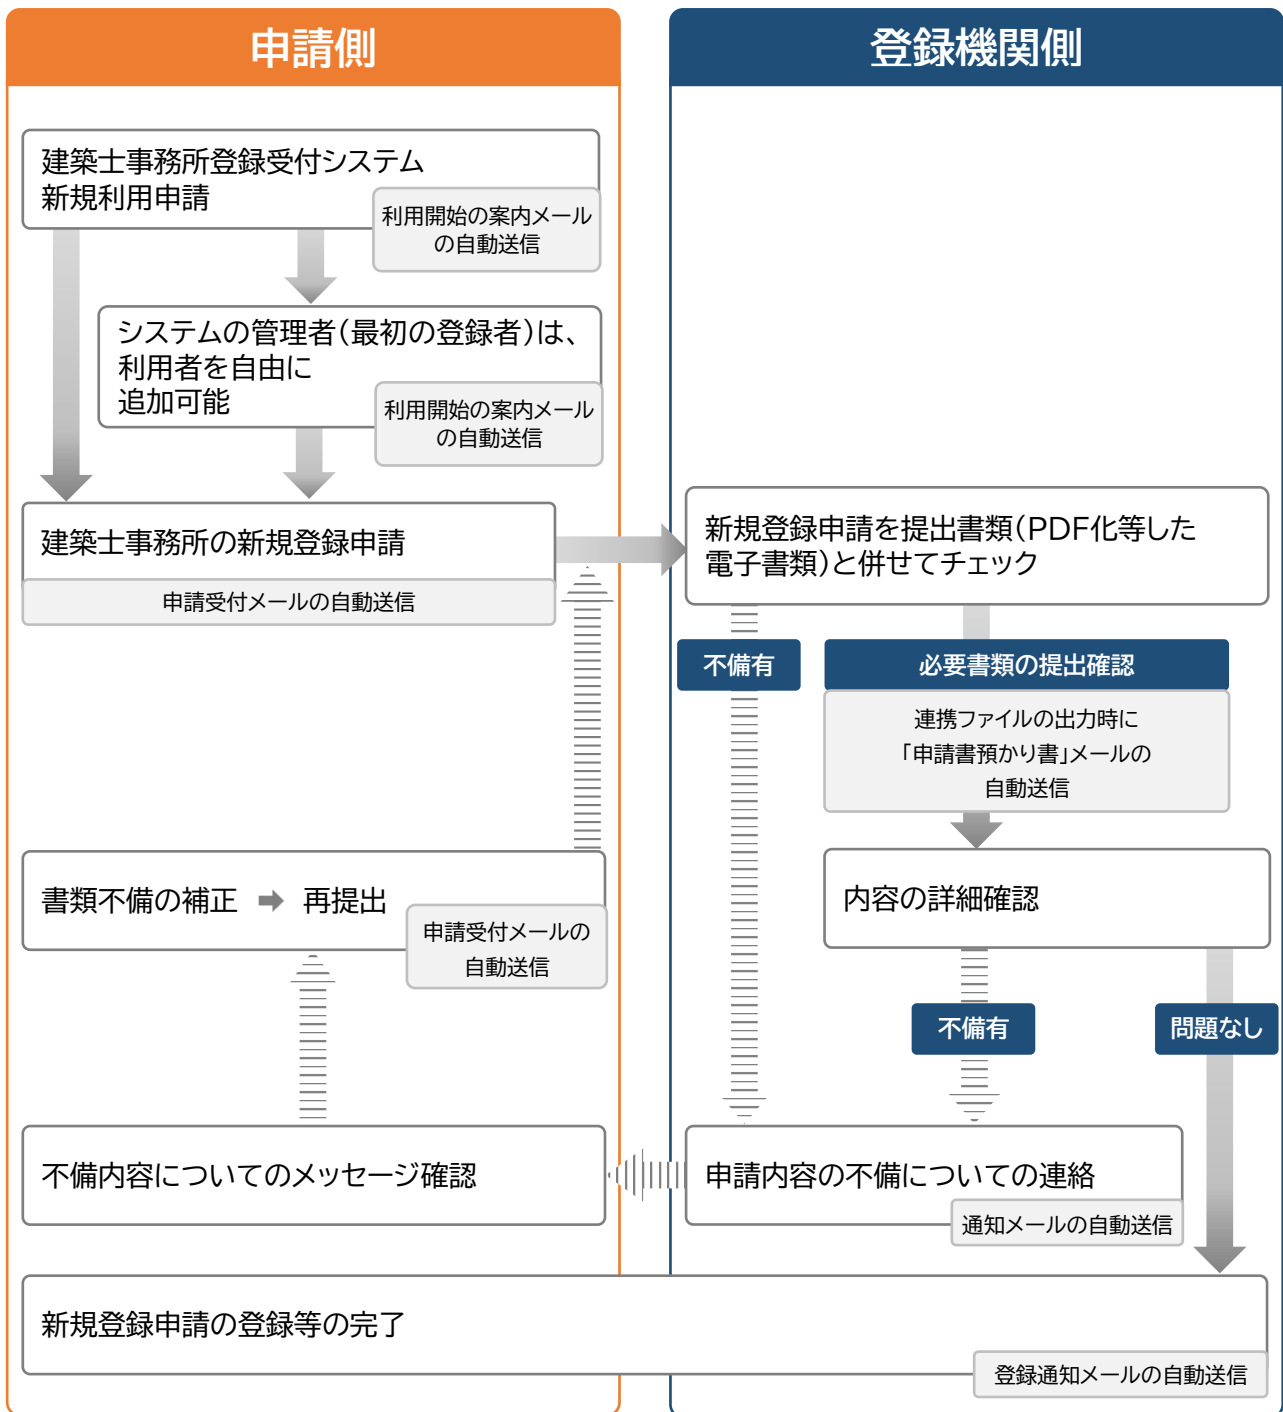 申請側
登録機関側
建築士事務所登録受付システム
新規利用申請
利用開始の案内メール
の自動送信
システムの管理者（最初の登録者）は、
利用者を自由に
追加可能
利用開始の案内メール
の自動送信
建築士事務所の新規登録申請
申請受付メールの自動送信
新規登録申請を提出書類（PDF化等した
電子書類）と併せてチェック
不備有
必要書類の提出確認
連携ファイルの出力時に
「申請書預かり書」メールの
自動送信
書類不備の補正 ➡ 再提出
申請受付メールの
自動送信
内容の詳細確認
不備有
問題なし
不備内容についてのメッセージ確認
申請内容の不備についての連絡
通知メールの自動送信
新規登録申請の登録等の完了
登録通知メールの自動送信